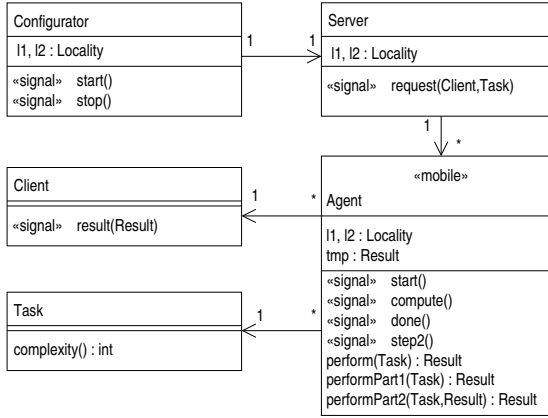 Configurator
l1, l2 : Locality
«signal» start()
«signal» stop()
1
1
Server
l1, l2 : Locality
«signal» request(Client,Task)
1
*
Client
«signal» result(Result)
1
*
«mobile»
Agent
l1, l2 : Locality
tmp : Result
«signal» start()
«signal» compute()
«signal» done()
«signal» step2()
perform(Task) : Result
performPart1(Task) : Result
performPart2(Task,Result) : Result
Task
complexity() : int
1
*